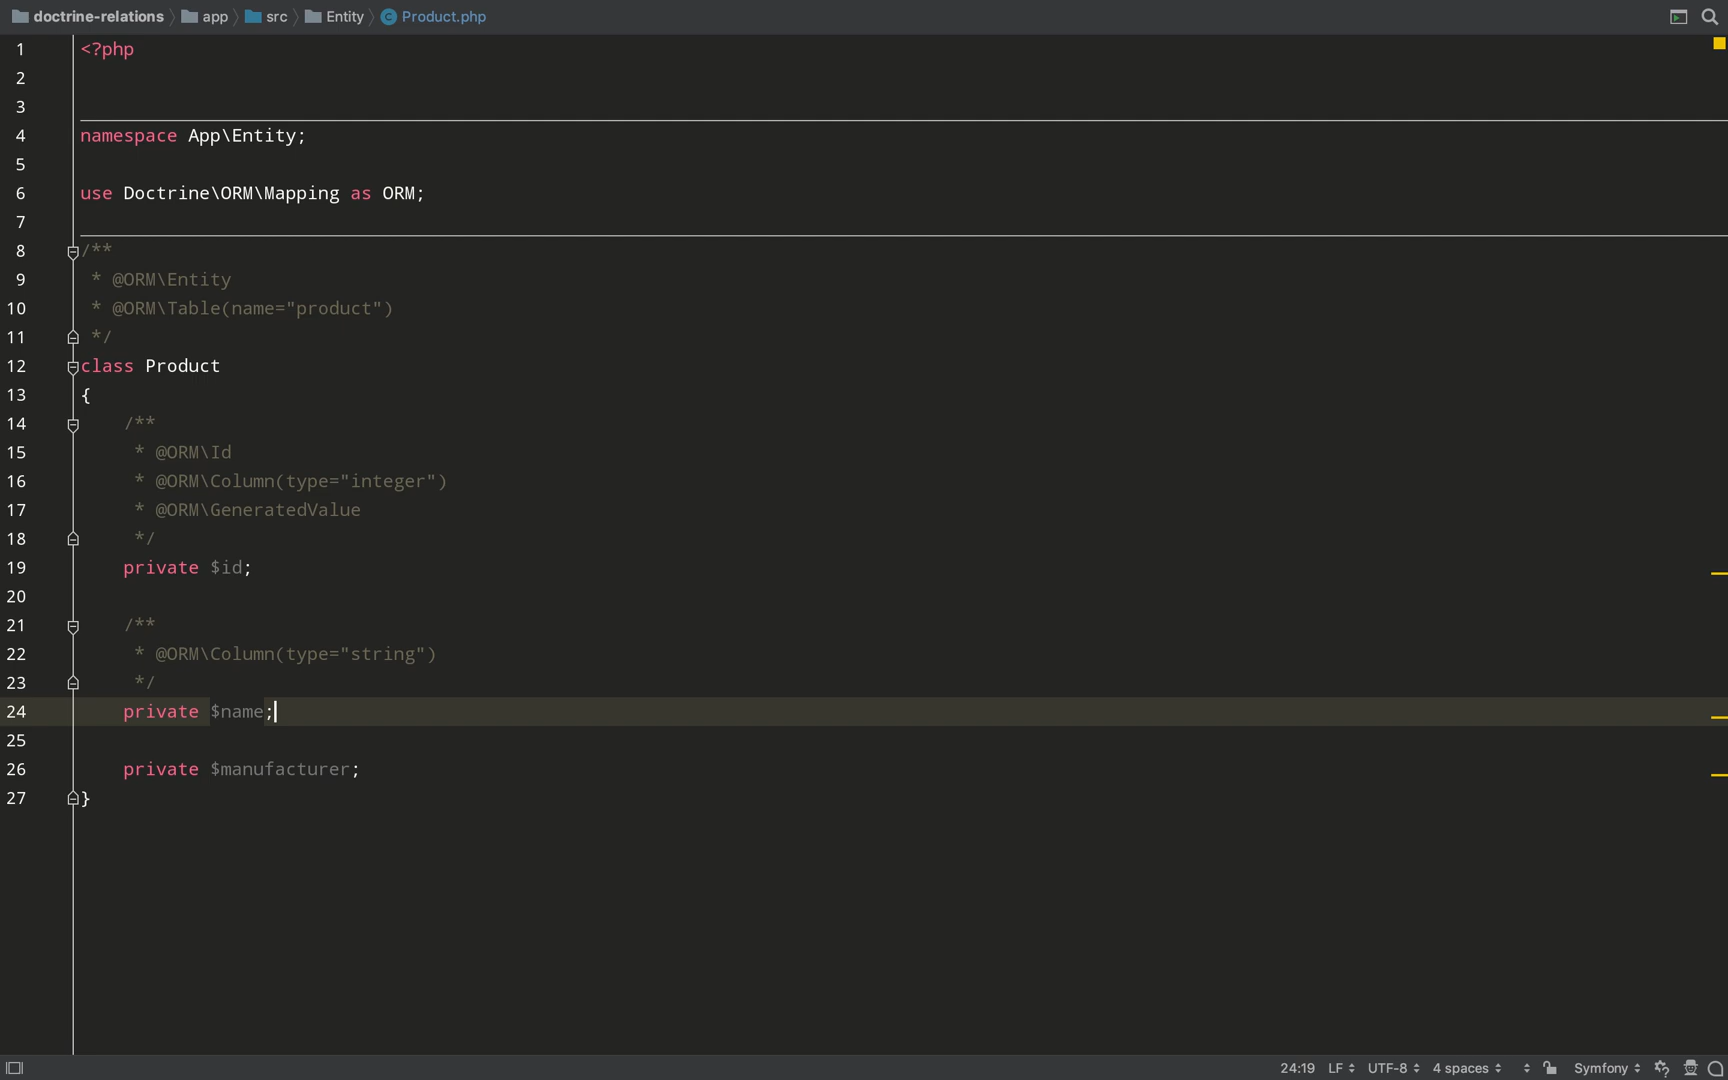 doctrine-relations app src Entity Product.php
1 <?php
2
3
4 namespace App\Entity;
5
6 use Doctrine\ORM\Mapping as ORM;
7
8 /**
9 * @ORM\Entity
10 * @ORM\Table(name="product")
11 */
12 class Product
13 {
14 /**
15 * @ORM\Id
16 * @ORM\Column(type="integer")
17 * @ORM\GeneratedValue
18 */
19 private $id;
20
21 /**
22 * @ORM\Column(type="string")
23 */
24 private $name;
25
26 private $manufacturer;
27 }
24:19 LF UTF-8 4 spaces Symfony